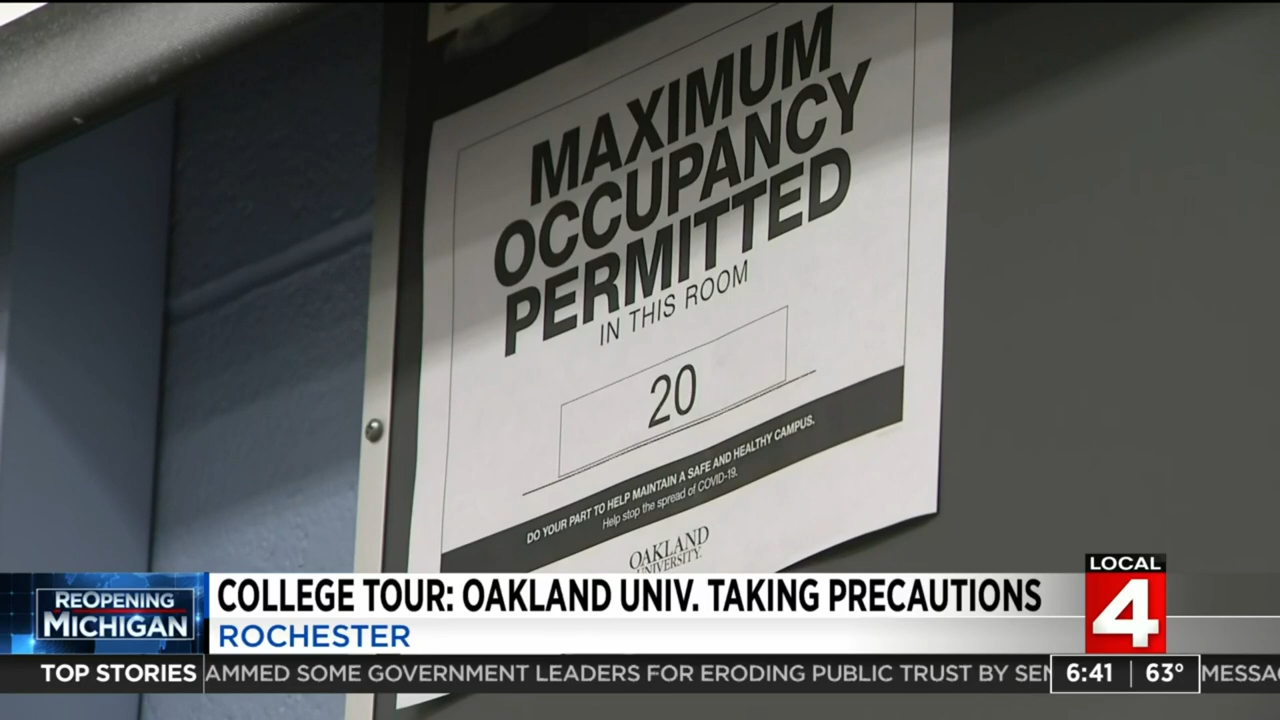 MAXIMUM
OCCUPANCY
PERMITTED
IN THIS ROOM
20
DO YOUR PART TO HELP MAINTAIN A SAFE AND HEALTHY CAMPUS.
Help stop the spread of COVID-19.
OAKLAND
UNIVERSITY.
REOPENING
MICHIGAN
COLLEGE TOUR: OAKLAND UNIV. TAKING PRECAUTIONS
ROCHESTER
LOCAL
4
TOP STORIES AMMED SOME GOVERNMENT LEADERS FOR ERODING PUBLIC TRUST BY SEN 6:41 63° MESSA